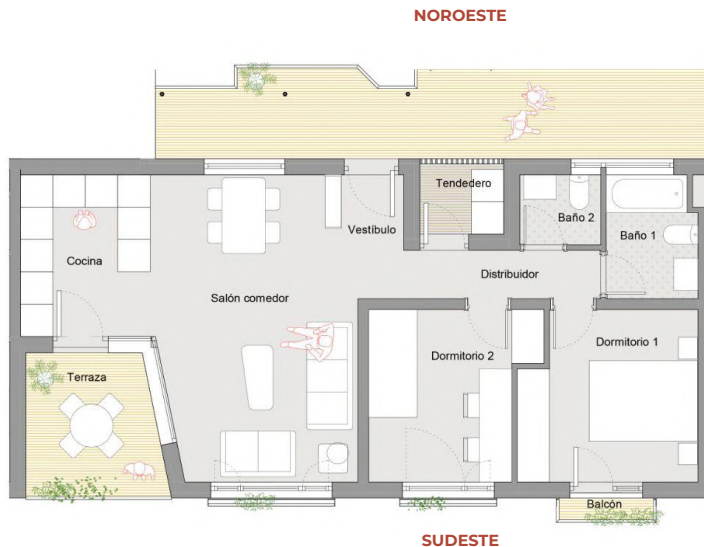 NOROESTE
Tendedero
Baño 2
Vestíbulo
Baño 1
Cocina
Distribuidor
Salón comedor
Dormitorio 1
Dormitorio 2
Terraza
Balcón
SUDESTE